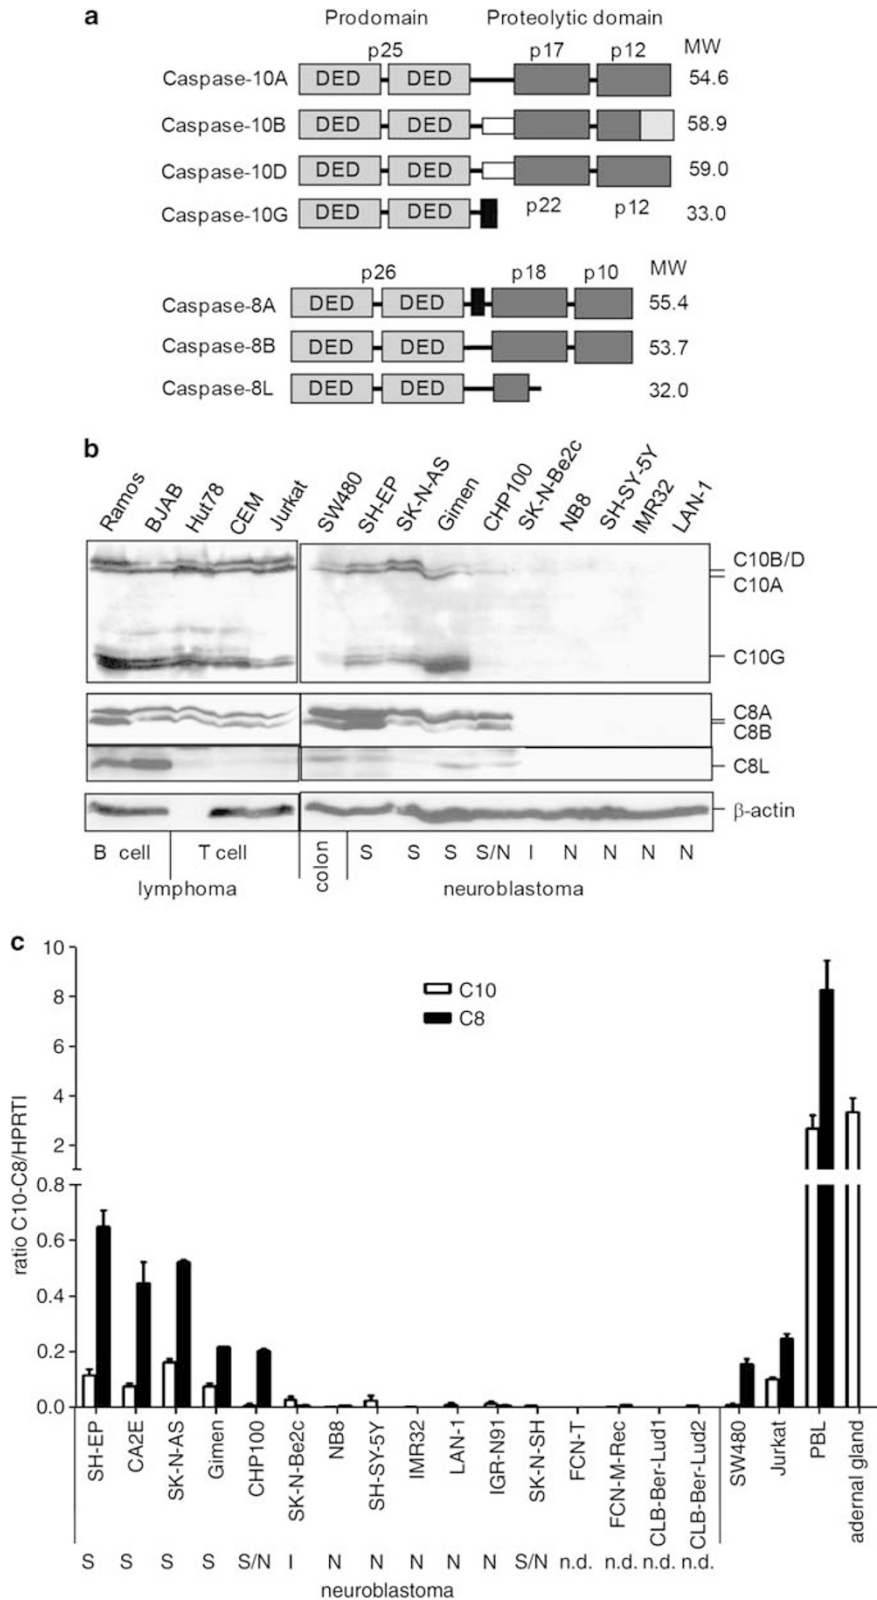 a
Prodomain Proteolytic domain
p25 p17 p12 MW
Caspase-10A DED DED 54.6
Caspase-10B DED DED 58.9
Caspase-10D DED DED 59.0
Caspase-10G DED DED p22 p12 33.0
p26 p18 p10 MW
Caspase-8A DED DED 55.4
Caspase-8B DED DED 53.7
Caspase-8L DED DED 32.0
b
Ramos BJAB Hut78 CEM Jurkat SW480 SH-EP SK-N-AS Gimen CHP100 SK-N-Be2c NB8 SH-SY-5Y IMR32 LAN-1
C10B/D
C10A
C10G
C8A
C8B
C8L
β-actin
B cell T cell colon S S S S/N I N N N N
lymphoma neuroblastoma
c
ratio C10-C8/HPRTI
10
8
6
4
2
0.8
0.6
0.4
0.2
0.0
C10
C8
SH-EP CA2E SK-N-AS Gimen CHP100 SK-N-Be2c NB8 SH-SY-5Y IMR32 LAN-1 IGR-N91 SK-N-SH FCN-T FCN-M-Rec CLB-Ber-Lud1 CLB-Ber-Lud2 SW480 Jurkat PBL adernal gland
S S S S S/N I N N N N N S/N n.d. n.d. n.d. n.d.
neuroblastoma